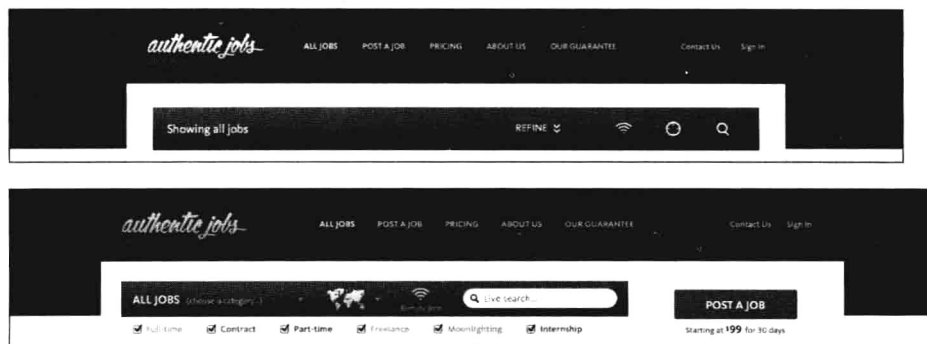 authentic jobs ALL JOBS POST A JOB PRICING ABOUT US OUR GUARANTEE Contact Us Sign In
Showing all jobs REFINE
authentic jobs ALL JOBS POST A JOB PRICING ABOUT US OUR GUARANTEE Contact Us Sign In
ALL JOBS (choose a category...) Live search... POST A JOB
Full-time Contract Part-time Freelance Moonlighting Internship Starting at $99 for 30 days